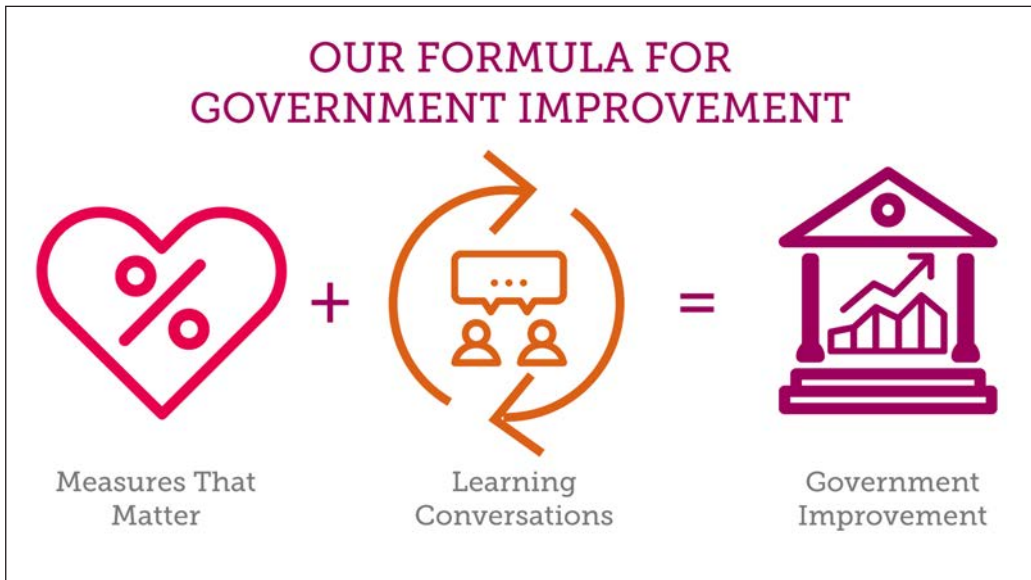 OUR FORMULA FOR
GOVERNMENT IMPROVEMENT
%
+
...
=
Measures That
Matter
Learning
Conversations
Government
Improvement